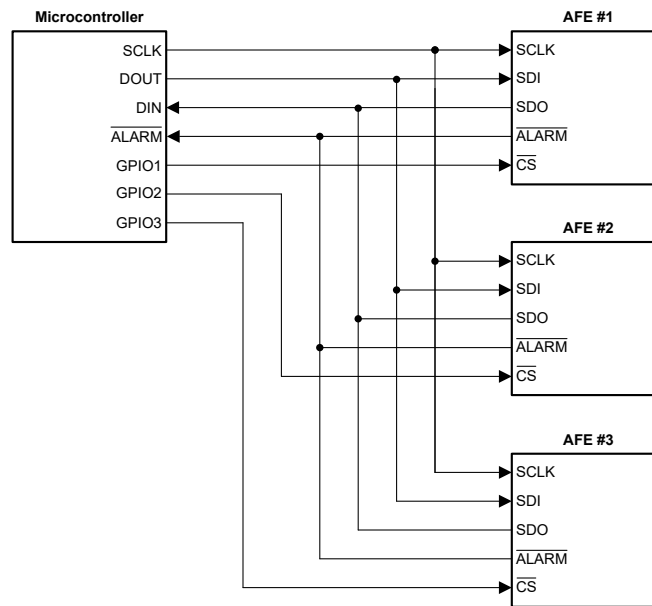 Microcontroller
SCLK
DOUT
DIN
ALARM
GPIO1
GPIO2
GPIO3
AFE #1
SCLK
SDI
SDO
ALARM
CS
AFE #2
SCLK
SDI
SDO
ALARM
CS
AFE #3
SCLK
SDI
SDO
ALARM
CS